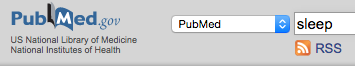 PubMed.gov
PubMed
sleep
US National Library of Medicine
National Institutes of Health
RSS